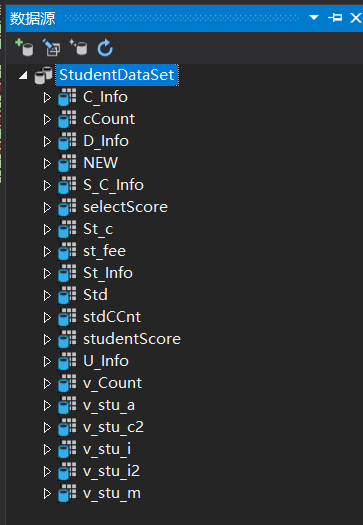 数据源
StudentDataSet
C_Info
cCount
D_Info
NEW
S_C_Info
selectScore
St_c
st_fee
St_Info
Std
stdCCnt
studentScore
U_Info
v_Count
v_stu_a
v_stu_c2
v_stu_i
v_stu_i2
v_stu_m